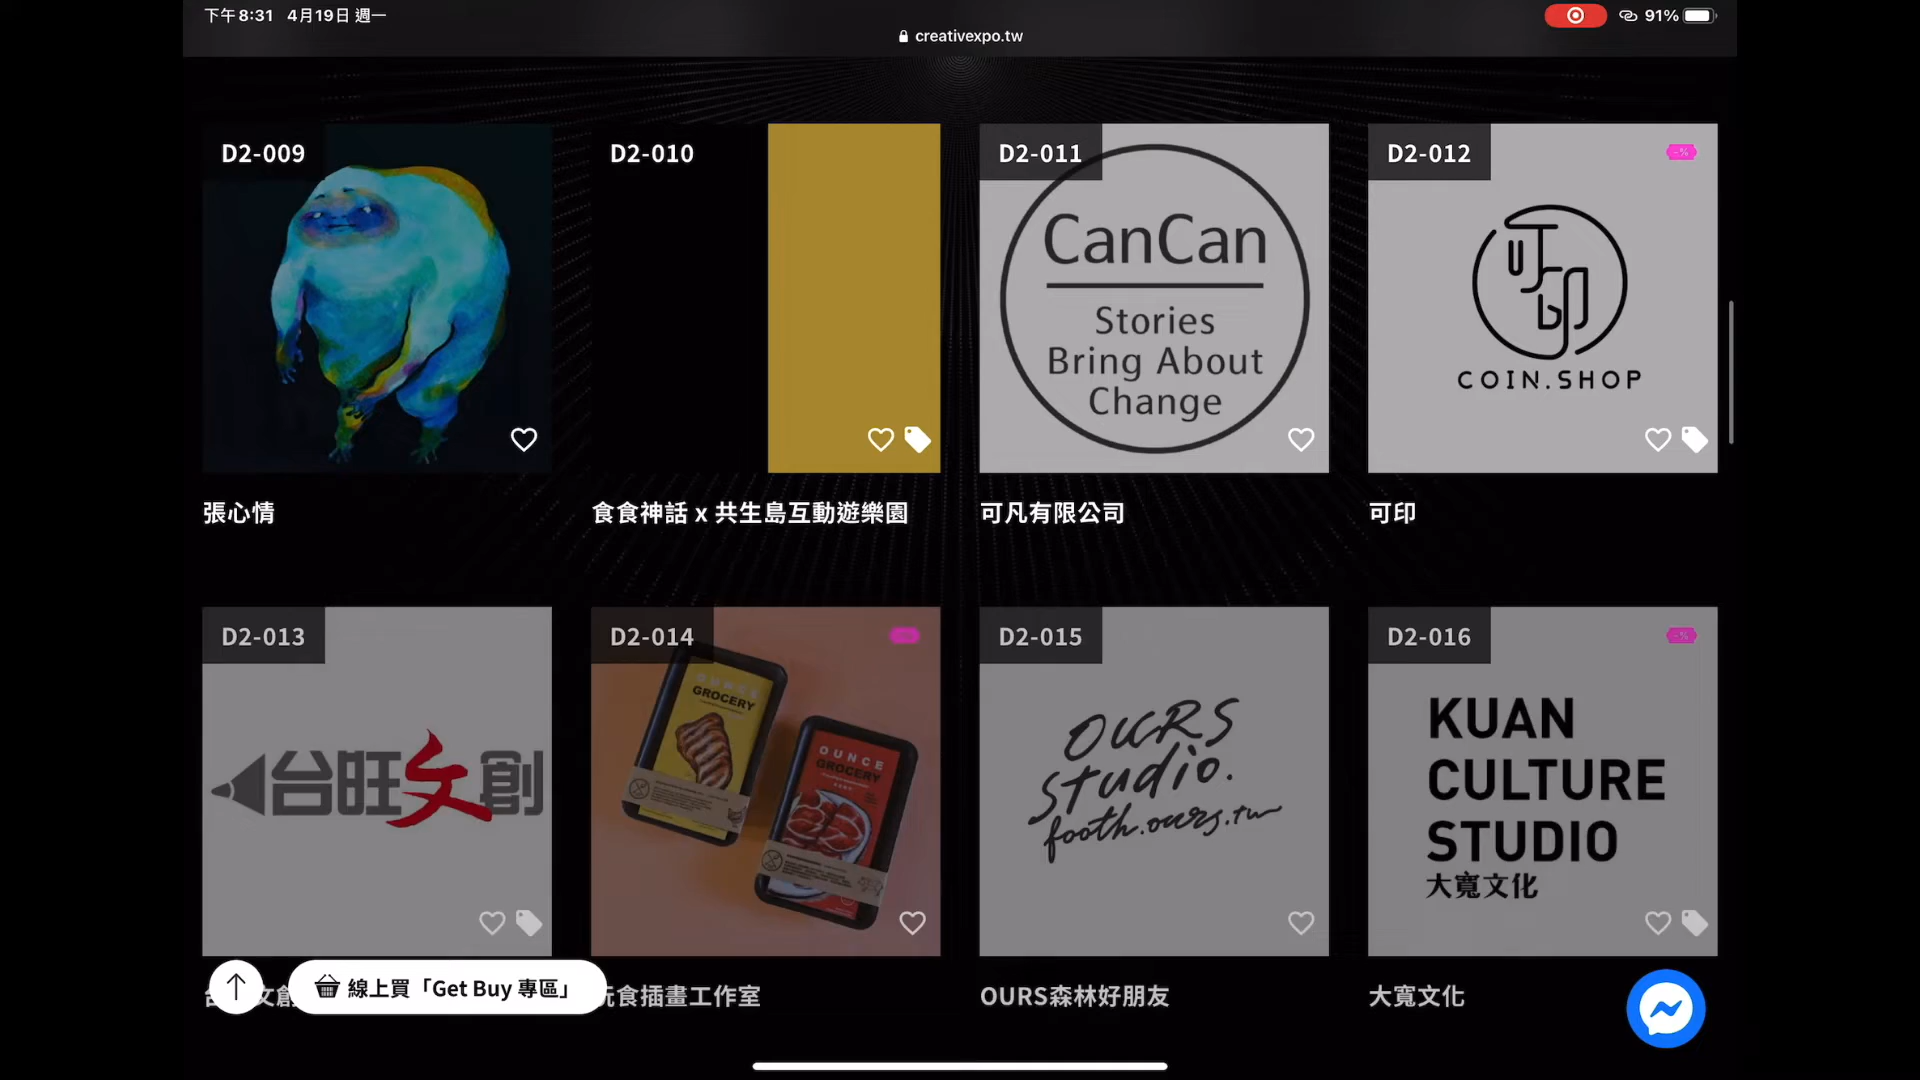 下午8:31 4月19日 週一
91%
creativexpo.tw
D2-009
D2-010
D2-011
CanCan
Stories
Bring About
Change
D2-012
-%
可印
COIN.SHOP
張心情
食食神話 x 共生島互動遊樂園
可凡有限公司
可印
D2-013
台旺文創
D2-014
OUNCE
GROCERY
OUNCE
GROCERY
D2-015
OURS
studio.
footh.ours.tw
D2-016
-%
KUAN
CULTURE
STUDIO
大寬文化
線上買「Get Buy 專區」
玩食插畫工作室
OURS森林好朋友
大寬文化